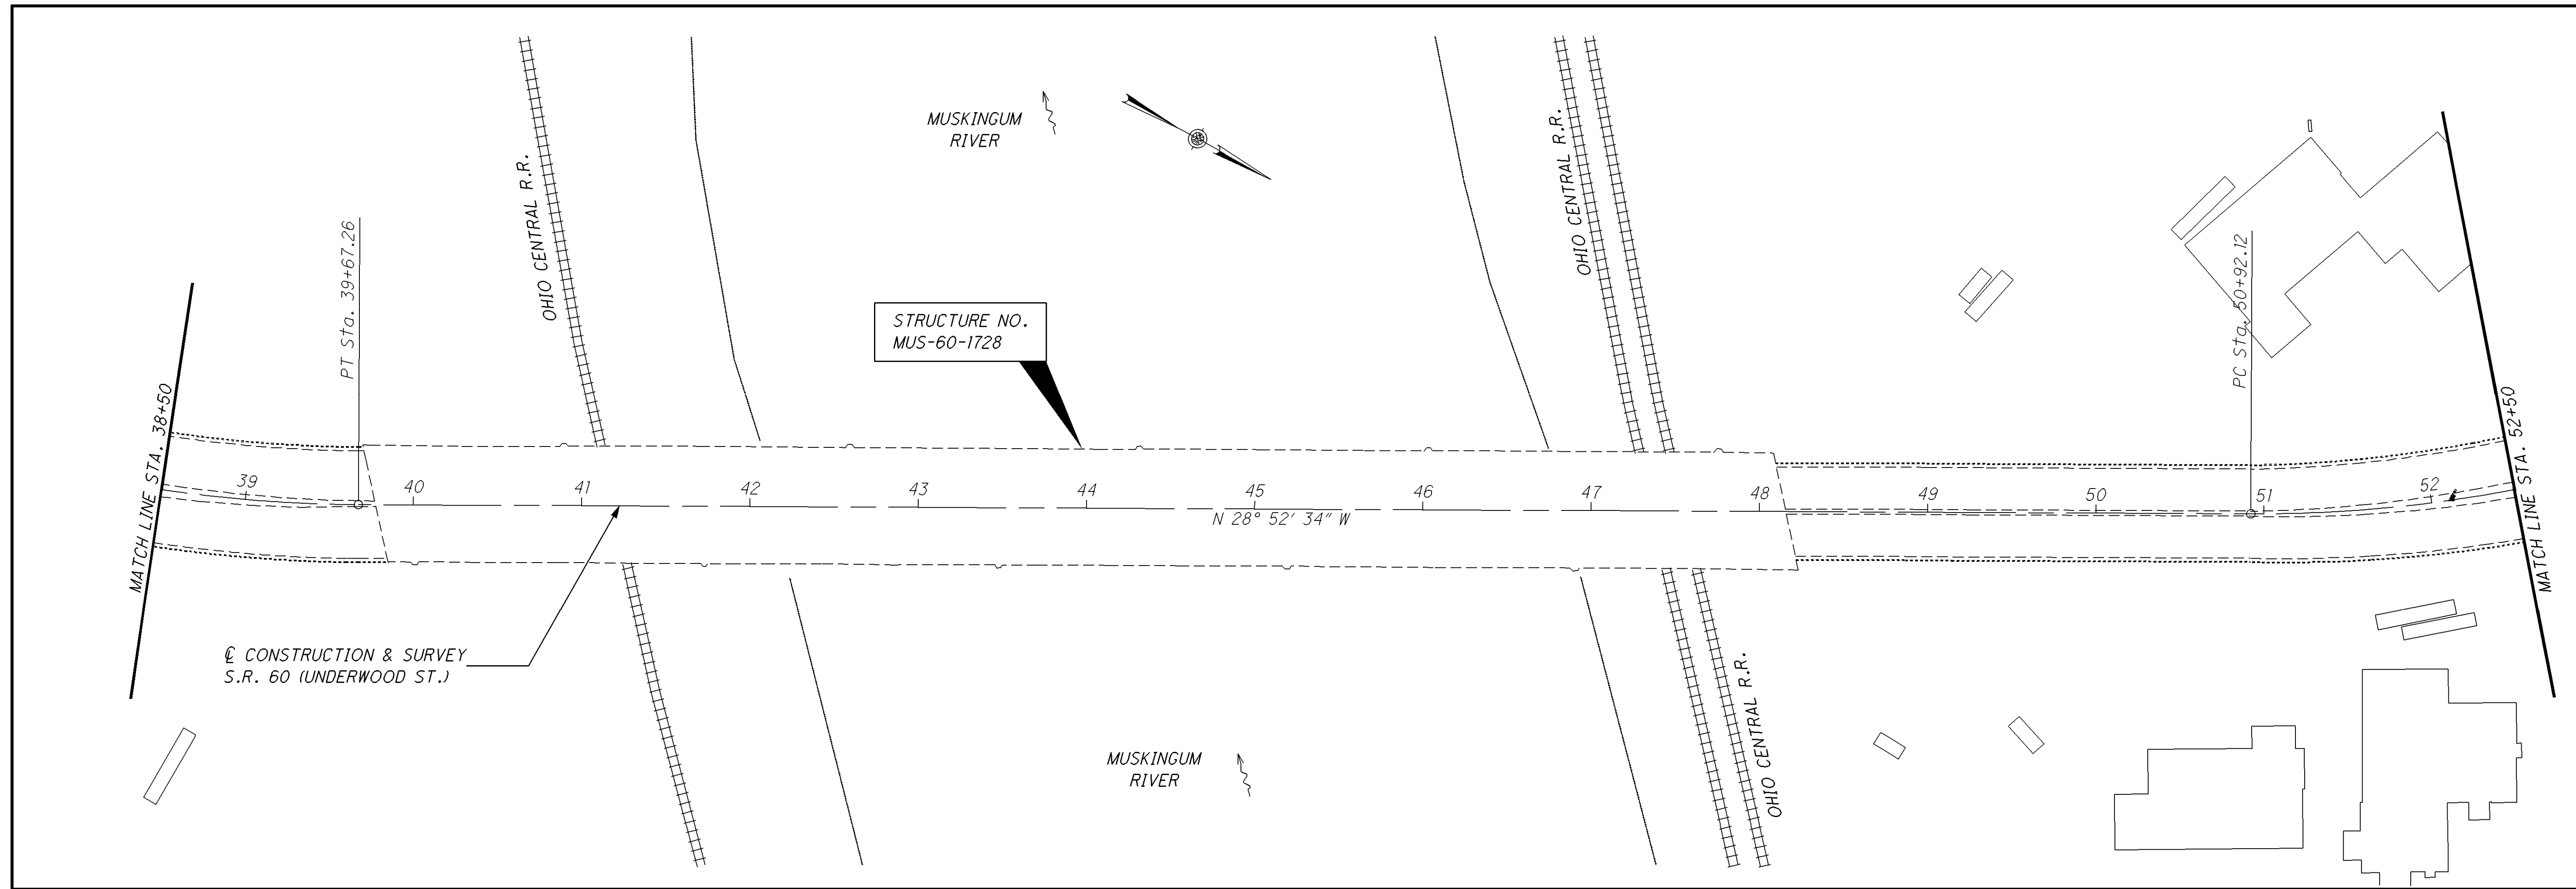 MUSKINGUM
RIVER
OHIO CENTRAL R.R.
OHIO CENTRAL R.R.
PT Sta. 39+67.26
PC Sta. 50+92.12
STRUCTURE NO.
MUS-60-1728
MATCH LINE STA. 38+50
MATCH LINE STA. 52+50
39
40
41
42
43
44
45
46
47
48
49
50
51
52
N 28° 52' 34" W
℄ CONSTRUCTION & SURVEY
S.R. 60 (UNDERWOOD ST.)
OHIO CENTRAL R.R.
MUSKINGUM
RIVER